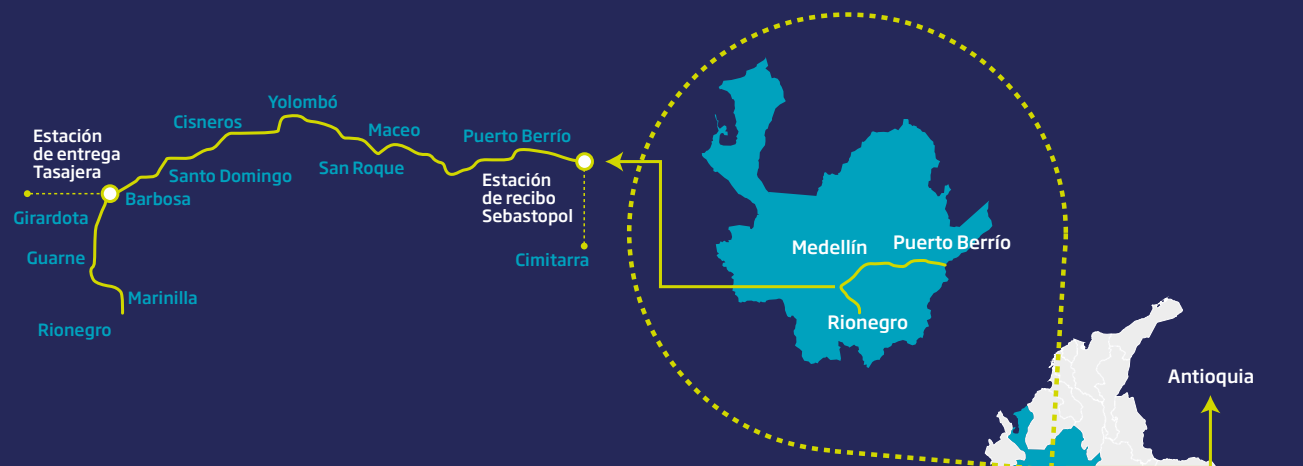 Yolombó
Cisneros
Maceo
Puerto Berrío
Estación
de entrega
Tasajera
Santo Domingo
San Roque
Estación
de recibo
Sebastopol
Barbosa
Girardota
Guarne
Cimitarra
Marinilla
Rionegro
Medellín
Puerto Berrío
Rionegro
Antioquia